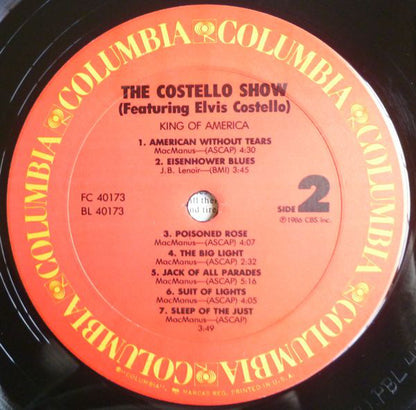 COLUMBIA COLUMBIA COLUMBIA COLUMBIA COLUMBIA COLUMBIA
THE COSTELLO SHOW
(Featuring Elvis Costello)
KING OF AMERICA
1. AMERICAN WITHOUT TEARS
MacManus—(ASCAP) 4:30
2. EISENHOWER BLUES
J.B. Lenoir—(BMI) 3:45
FC 40173
BL 40173
SIDE 2
℗1986 CBS Inc.
3. POISONED ROSE
MacManus—(ASCAP) 4:07
4. THE BIG LIGHT
MacManus—(ASCAP) 2:32
5. JACK OF ALL PARADES
MacManus—(ASCAP) 5:16
6. SUIT OF LIGHTS
MacManus—(ASCAP) 4:05
7. SLEEP OF THE JUST
MacManus—(ASCAP)
3:49
MARCAS REG. PRINTED IN U.S.A.